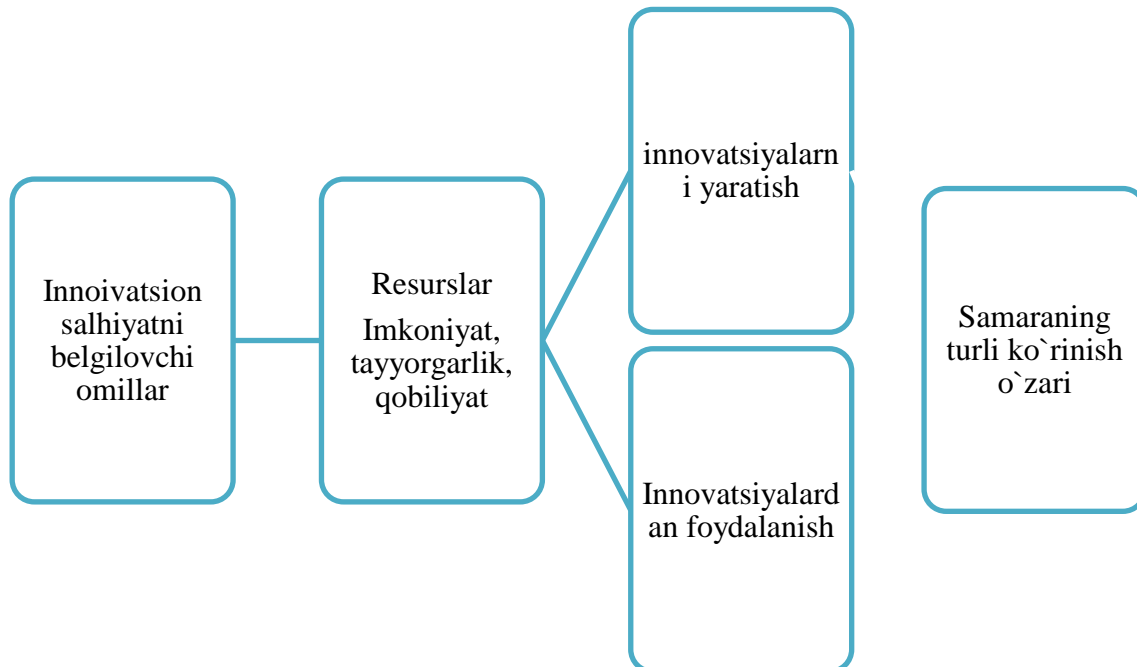 Innoivatsion
salhiyatni
belgilovchi
omillar
Resurslar
Imkoniyat,
tayyorgarlik,
qobiliyat
innovatsiyalarn
i yaratish
Innovatsiyalard
an foydalanish
Samaraning
turli ko`rinish
o`zari